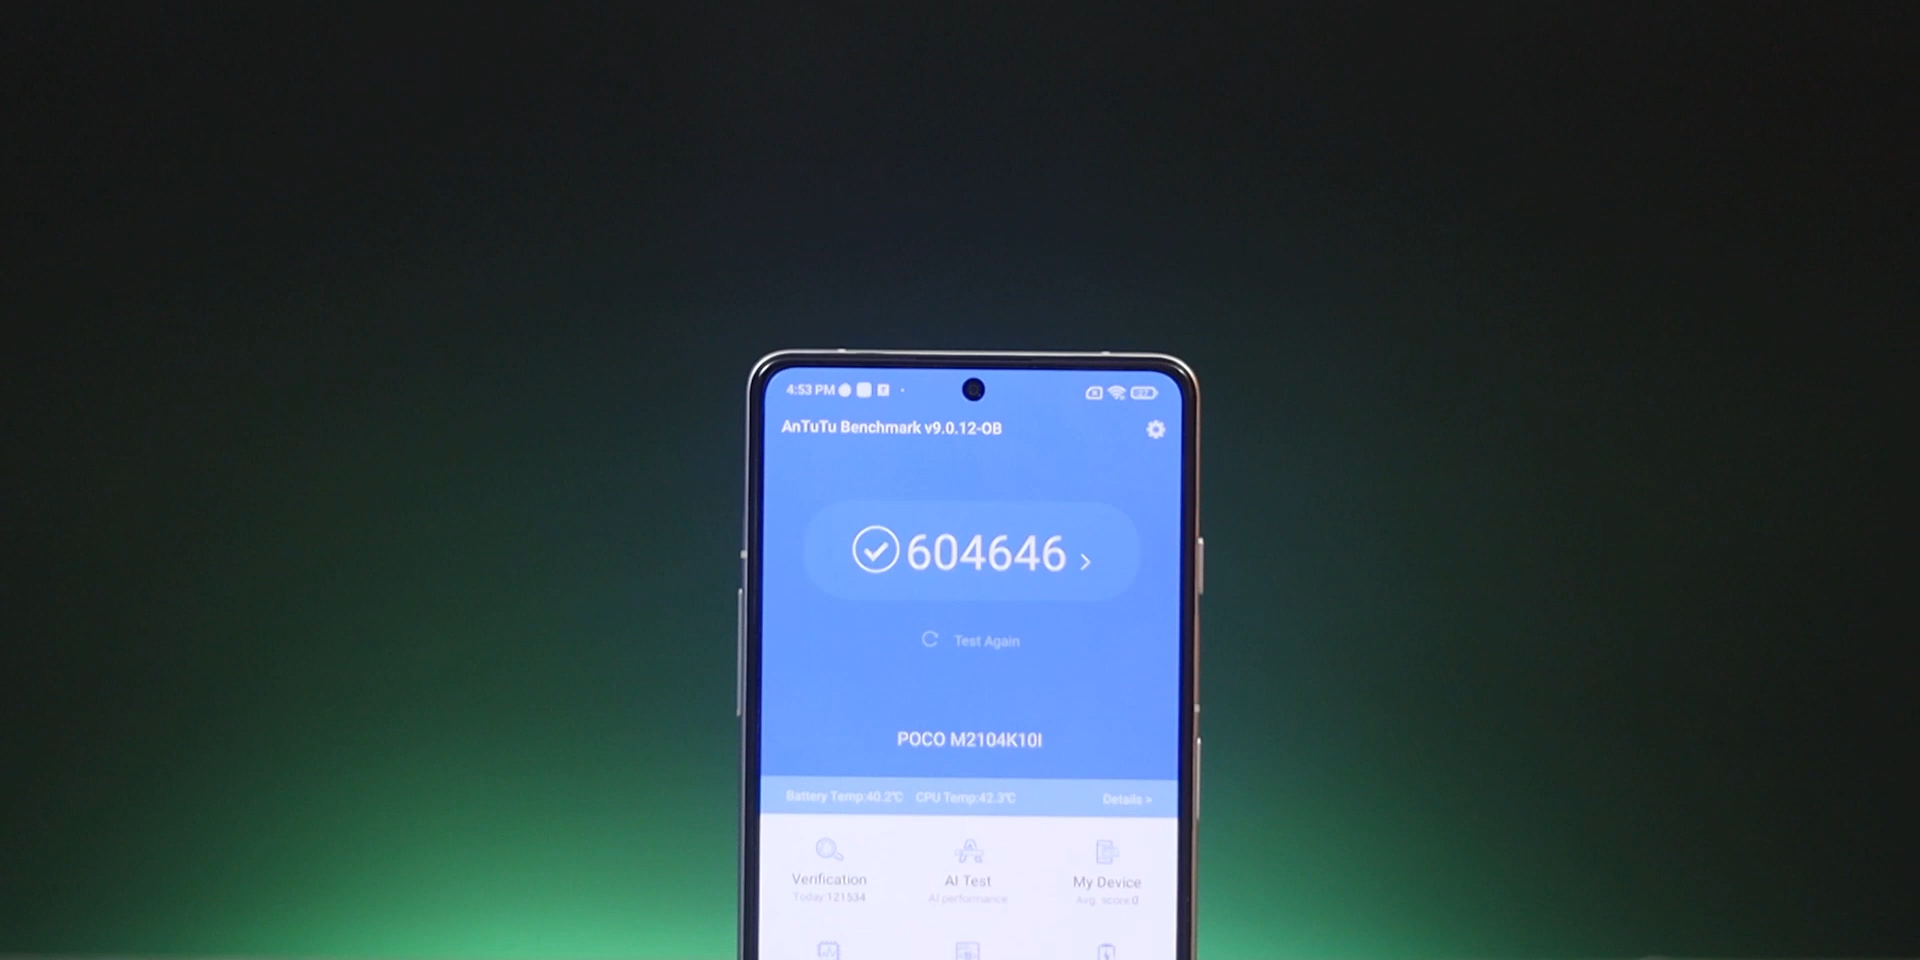 4:53 PM
AnTuTu Benchmark v9.0.12-OB
604646 >
Test Again
POCO M2104K10I
Battery Temp:40.2℃ CPU Temp:42.3℃ Details >
Verification AI Test My Device
Today:121534 AI performance Avg. score:0